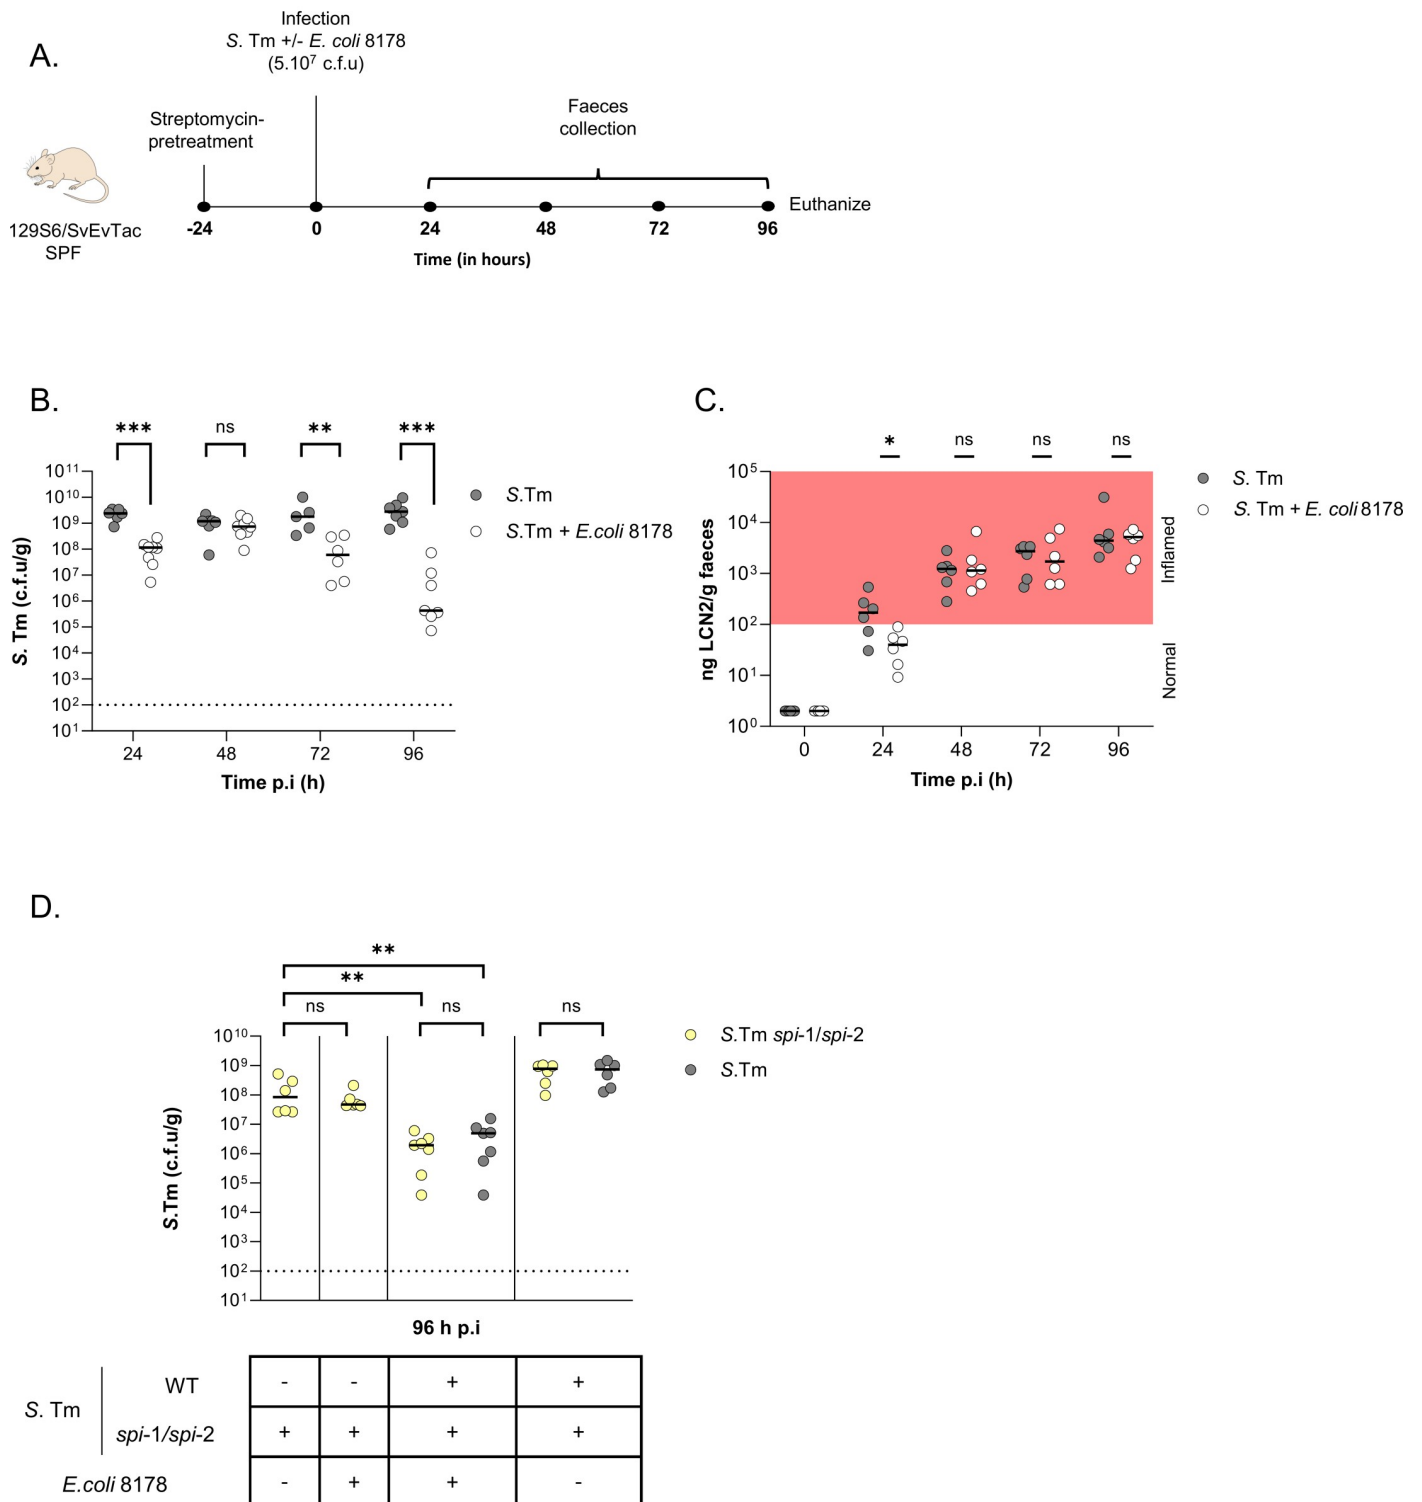 A.
Infection
S. Tm +/- E. coli 8178
(5.10⁷ c.f.u)
Streptomycin-
pretreatment
Faeces
collection
Euthanize
129S6/SvEvTac
SPF
-24 0 24 48 72 96
Time (in hours)
B.
*** ns ** ***
S. Tm (c.f.u/g)
10¹¹
10¹⁰
10⁹
10⁸
10⁷
10⁶
10⁵
10⁴
10³
10²
10¹
24 48 72 96
Time p.i (h)
S.Tm
S.Tm + E.coli 8178
C.
* ns ns ns
ng LCN2/g faeces
10⁵
10⁴
10³
10²
10¹
10⁰
0 24 48 72 96
Time p.i (h)
Inflamed
Normal
S. Tm
S. Tm + E. coli 8178
D.
**
**
ns ns ns
S.Tm (c.f.u/g)
10¹⁰
10⁹
10⁸
10⁷
10⁶
10⁵
10⁴
10³
10²
10¹
96 h p.i
S.Tm spi-1/spi-2
S.Tm
S. Tm
WT - - + +
spi-1/spi-2 + + + +
E.coli 8178 - + + -